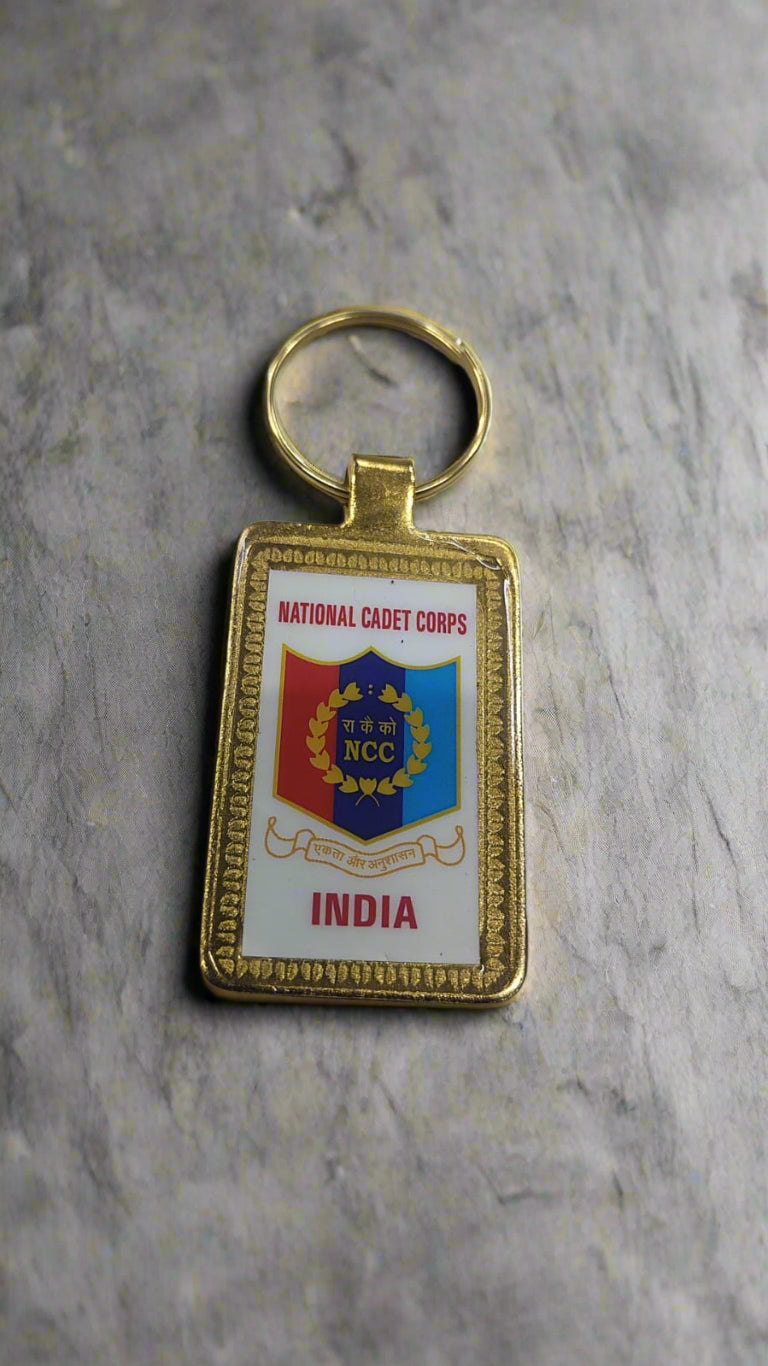 NATIONAL CADET CORPS
रा कै को
NCC
एकता और अनुशासन
INDIA